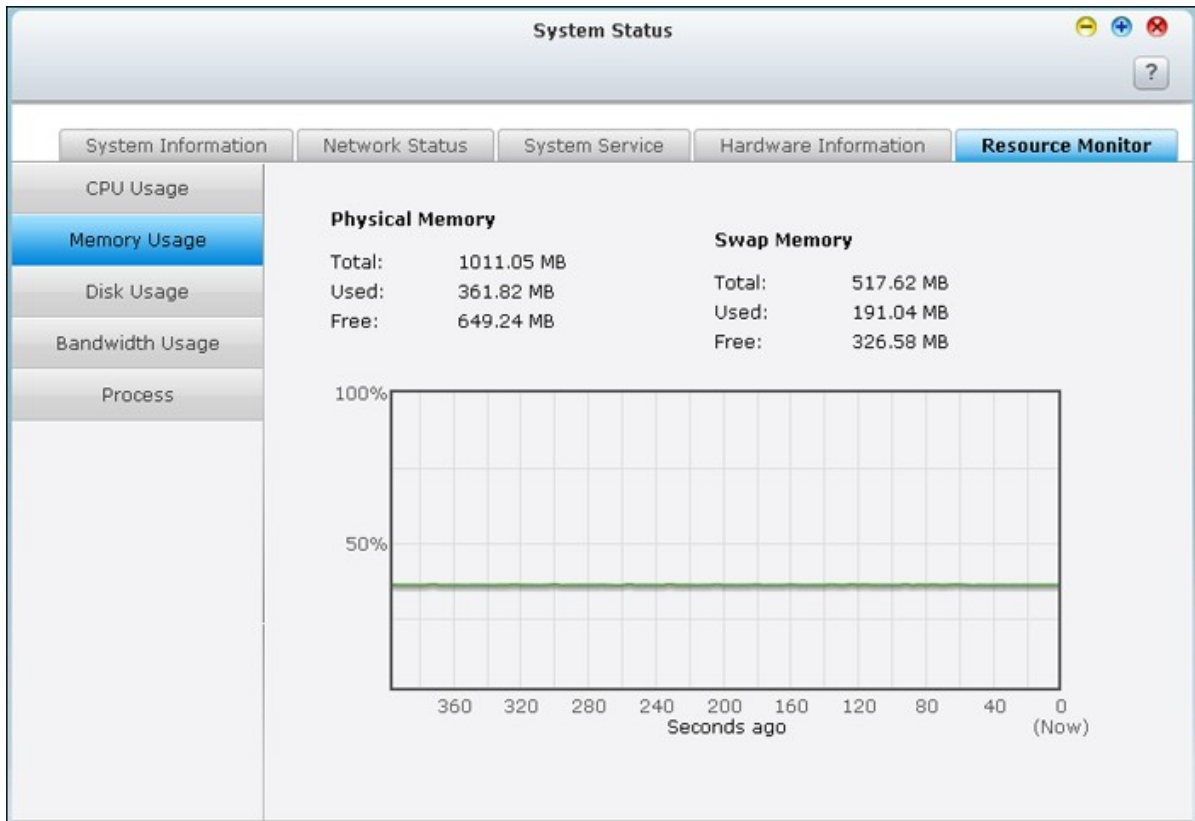 System Status
?
System Information Network Status System Service Hardware Information Resource Monitor
CPU Usage
Memory Usage
Disk Usage
Bandwidth Usage
Process
Physical Memory
Total: 1011.05 MB
Used: 361.82 MB
Free: 649.24 MB
Swap Memory
Total: 517.62 MB
Used: 191.04 MB
Free: 326.58 MB
100%
50%
360 320 280 240 200 160 120 80 40 0
Seconds ago (Now)